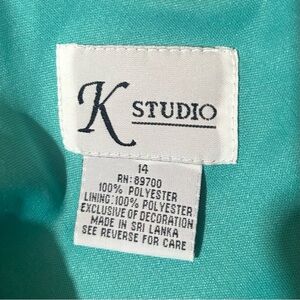 K STUDIO
14
RN: 89700
100% POLYESTER
LINING: 100% POLYESTER
EXCLUSIVE OF DECORATION
MADE IN SRI LANKA
SEE REVERSE FOR CARE